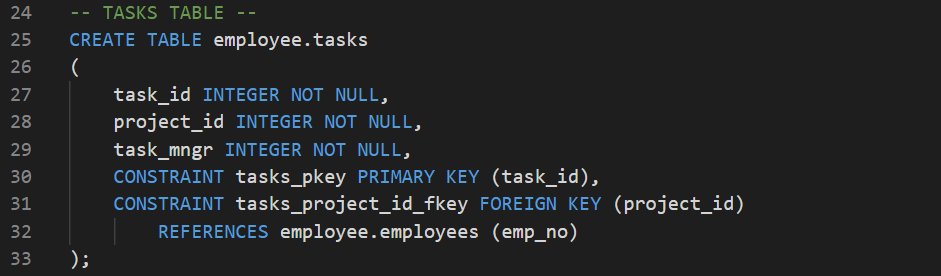 24 -- TASKS TABLE --
25 CREATE TABLE employee.tasks
26 (
27 task_id INTEGER NOT NULL,
28 project_id INTEGER NOT NULL,
29 task_mngr INTEGER NOT NULL,
30 CONSTRAINT tasks_pkey PRIMARY KEY (task_id),
31 CONSTRAINT tasks_project_id_fkey FOREIGN KEY (project_id)
32 REFERENCES employee.employees (emp_no)
33 );